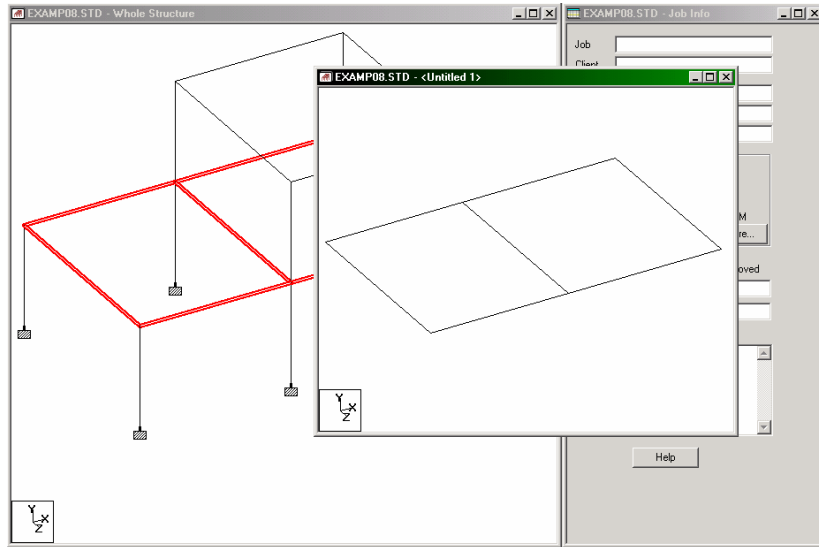 EXAMP08.STD - Whole Structure
EXAMP08.STD - Job Info
Job
Client
EXAMP08.STD - <Untitled 1>
M
re...
oved
Help
Y
X
Z
Y
X
Z